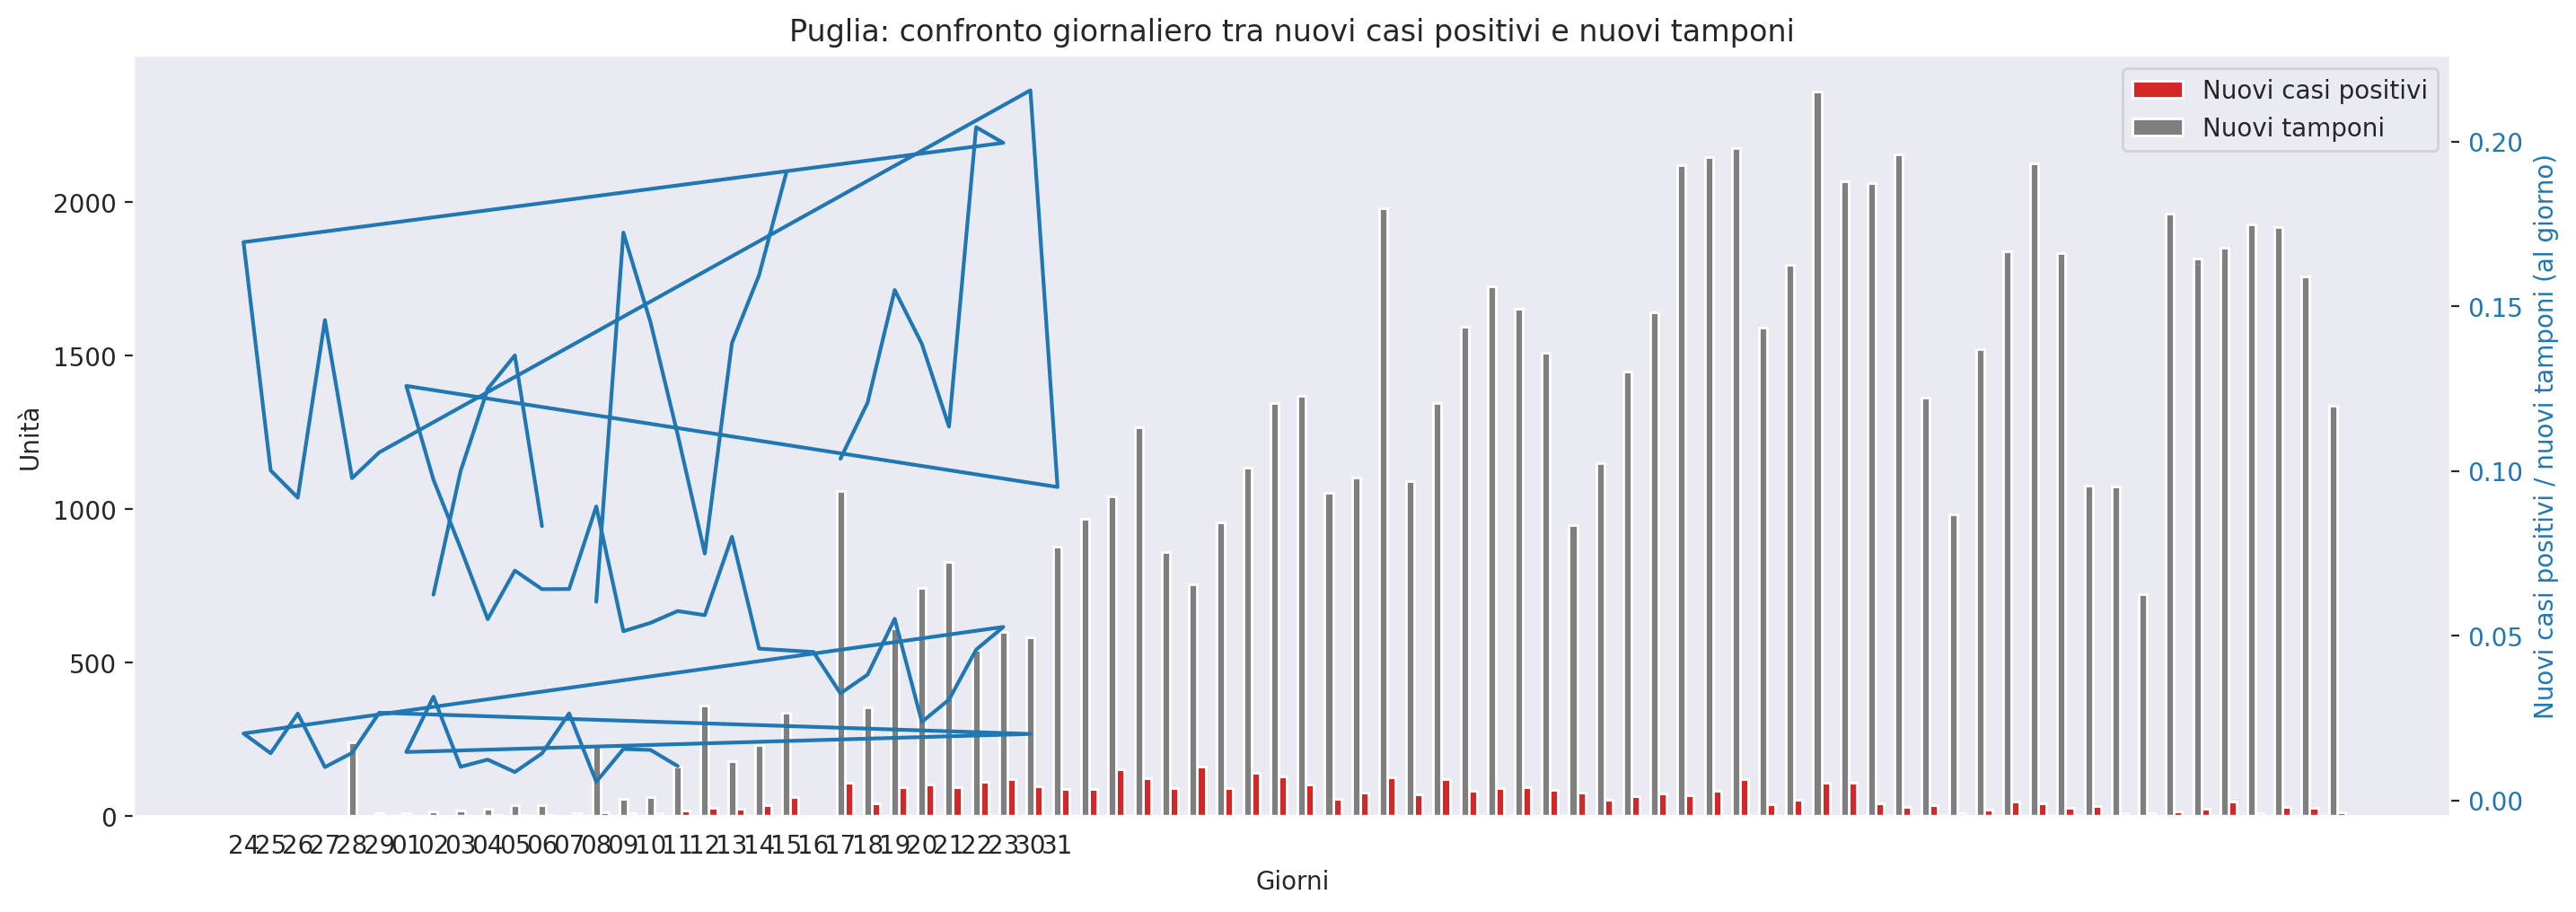 Puglia: confronto giornaliero tra nuovi casi positivi e nuovi tamponi
Nuovi casi positivi
Nuovi tamponi
Unità
2000
1500
1000
500
0
0.20
0.15
0.10
0.05
0.00
Nuovi casi positivi / nuovi tamponi (al giorno)
24 25 26 27 28 29 01 02 03 04 05 06 07 08 09 10 11 12 13 14 15 16 17 18 19 20 21 22 23 30 31
Giorni